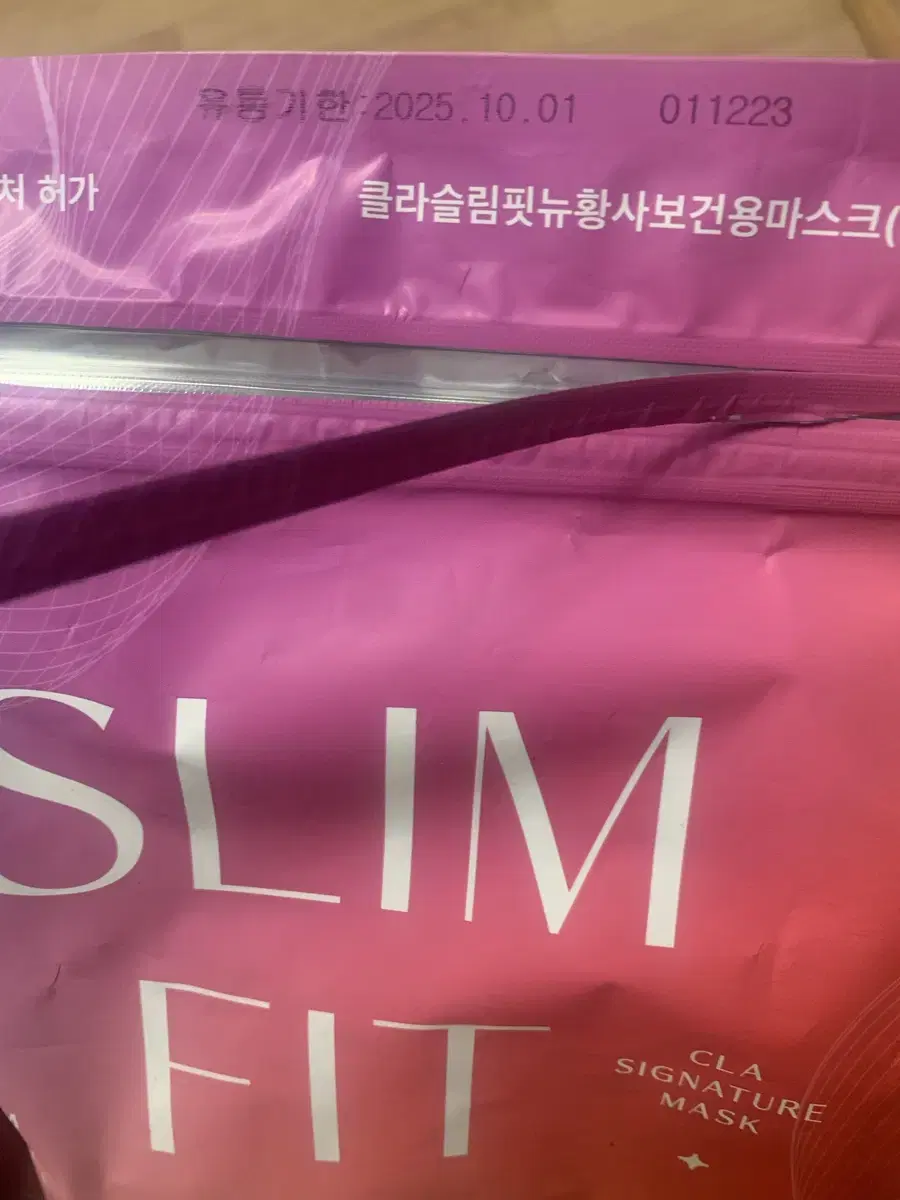 유통기한:2025.10.01 011223
처 허가 클라슬림핏뉴황사보건용마스크(
SLIM
FIT
CLA
SIGNATURE
MASK